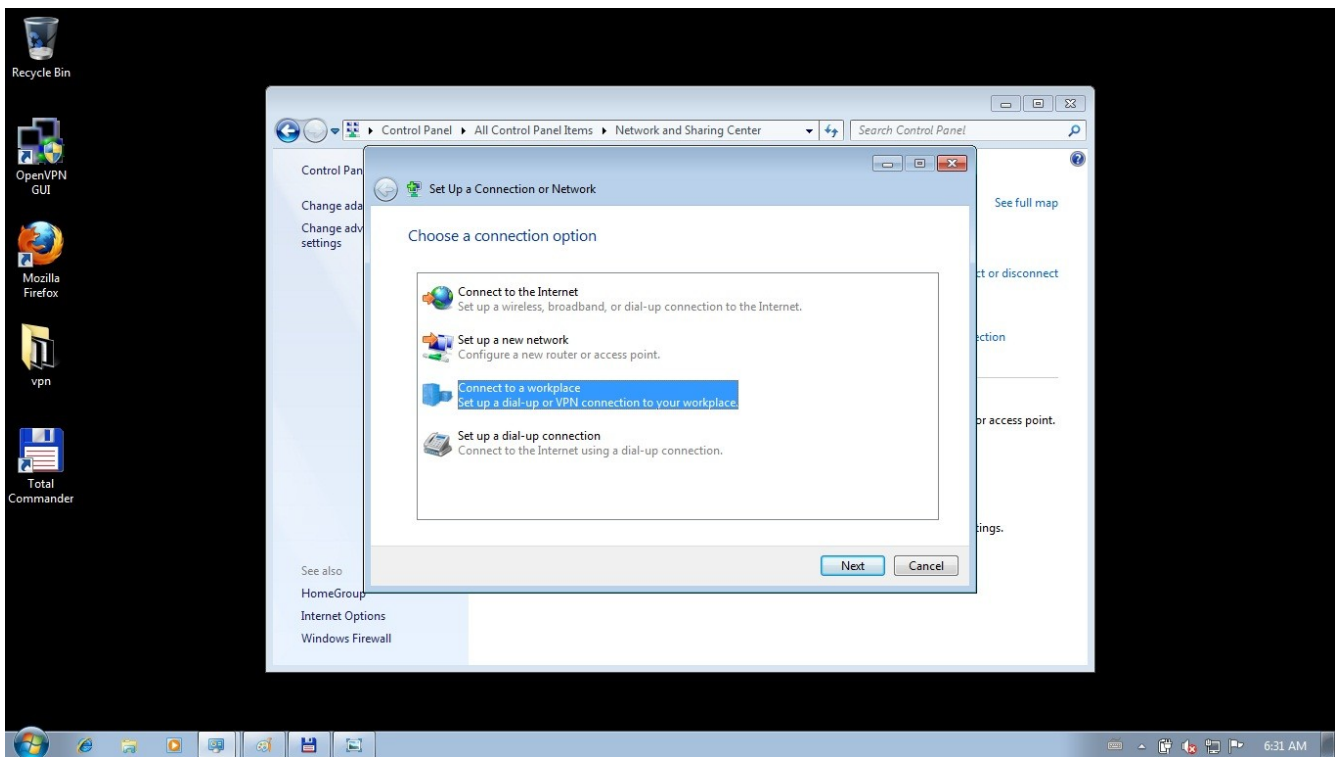 Recycle Bin
OpenVPN
GUI
Mozilla
Firefox
vpn
Total
Commander
Control Panel
All Control Panel Items
Network and Sharing Center
Search Control Panel
Control Pan
Change ada
Change adv
settings
See also
HomeGroup
Internet Options
Windows Firewall
See full map
ct or disconnect
ection
or access point.
tings.
Set Up a Connection or Network
Choose a connection option
Connect to the Internet
Set up a wireless, broadband, or dial-up connection to the Internet.
Set up a new network
Configure a new router or access point.
Connect to a workplace
Set up a dial-up or VPN connection to your workplace.
Set up a dial-up connection
Connect to the Internet using a dial-up connection.
Next
Cancel
6:31 AM